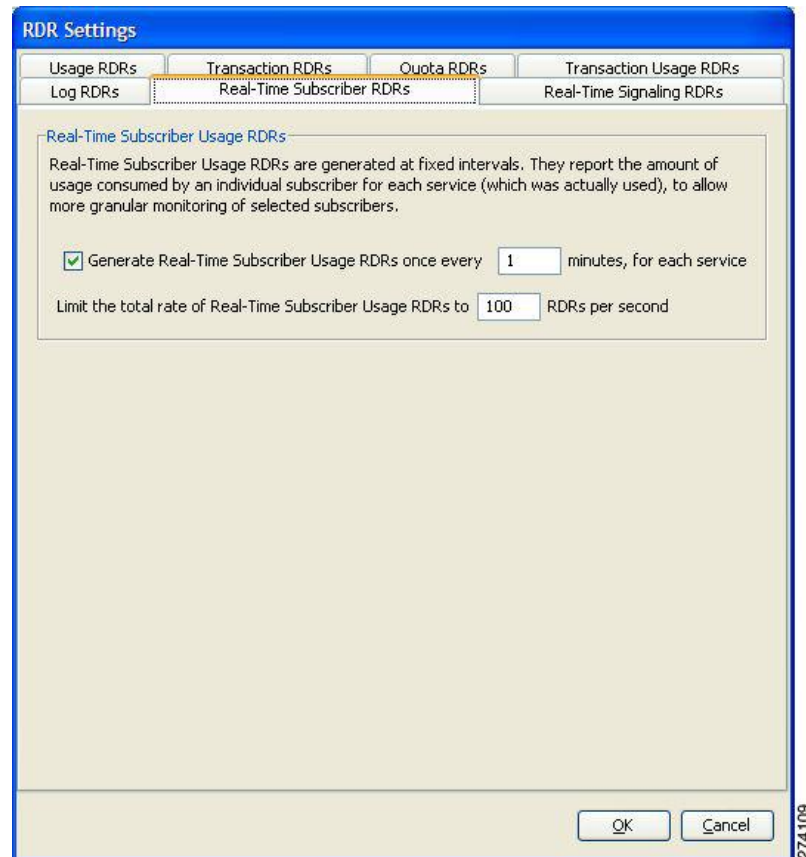 RDR Settings
Usage RDRs
Transaction RDRs
Quota RDRs
Transaction Usage RDRs
Log RDRs
Real-Time Subscriber RDRs
Real-Time Signaling RDRs
Real-Time Subscriber Usage RDRs
Real-Time Subscriber Usage RDRs are generated at fixed intervals. They report the amount of
usage consumed by an individual subscriber for each service (which was actually used), to allow
more granular monitoring of selected subscribers.
Generate Real-Time Subscriber Usage RDRs once every 1 minutes, for each service
Limit the total rate of Real-Time Subscriber Usage RDRs to 100 RDRs per second
OK
Cancel
274109